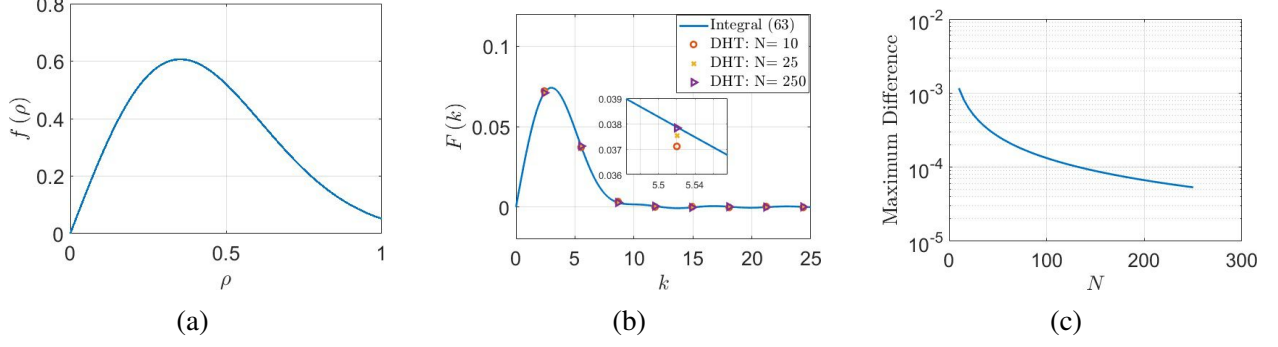 0.8
0.6
0.4
0.2
0
0
0.5
1
f (ρ)
ρ
(a)
Integral (63)
DHT: N= 10
DHT: N= 25
DHT: N= 250
0.1
0.05
0
F (k)
0.039
0.038
0.037
0.036
5.5
5.54
0
5
10
15
20
25
k
(b)
10-2
10-3
10-4
10-5
Maximum Difference
0
100
200
300
N
(c)